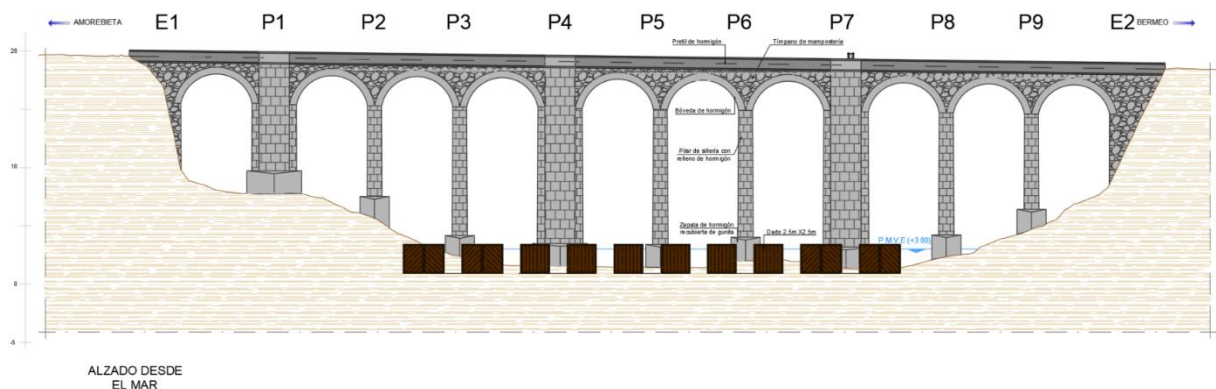 AMOREBIETA E1 P1 P2 P3 P4 P5 P6 P7 P8 P9 E2 BERMEO
20
Pretil de hormigón
Tímpano de mampostería
Bóveda de hormigón
Pilar de sillería con
relleno de hormigón
10
Zapata de hormigón
recubierta de gunita
Dado 2.5m X2.5m
P.M.V.E (+3.00)
0
-5
ALZADO DESDE
EL MAR